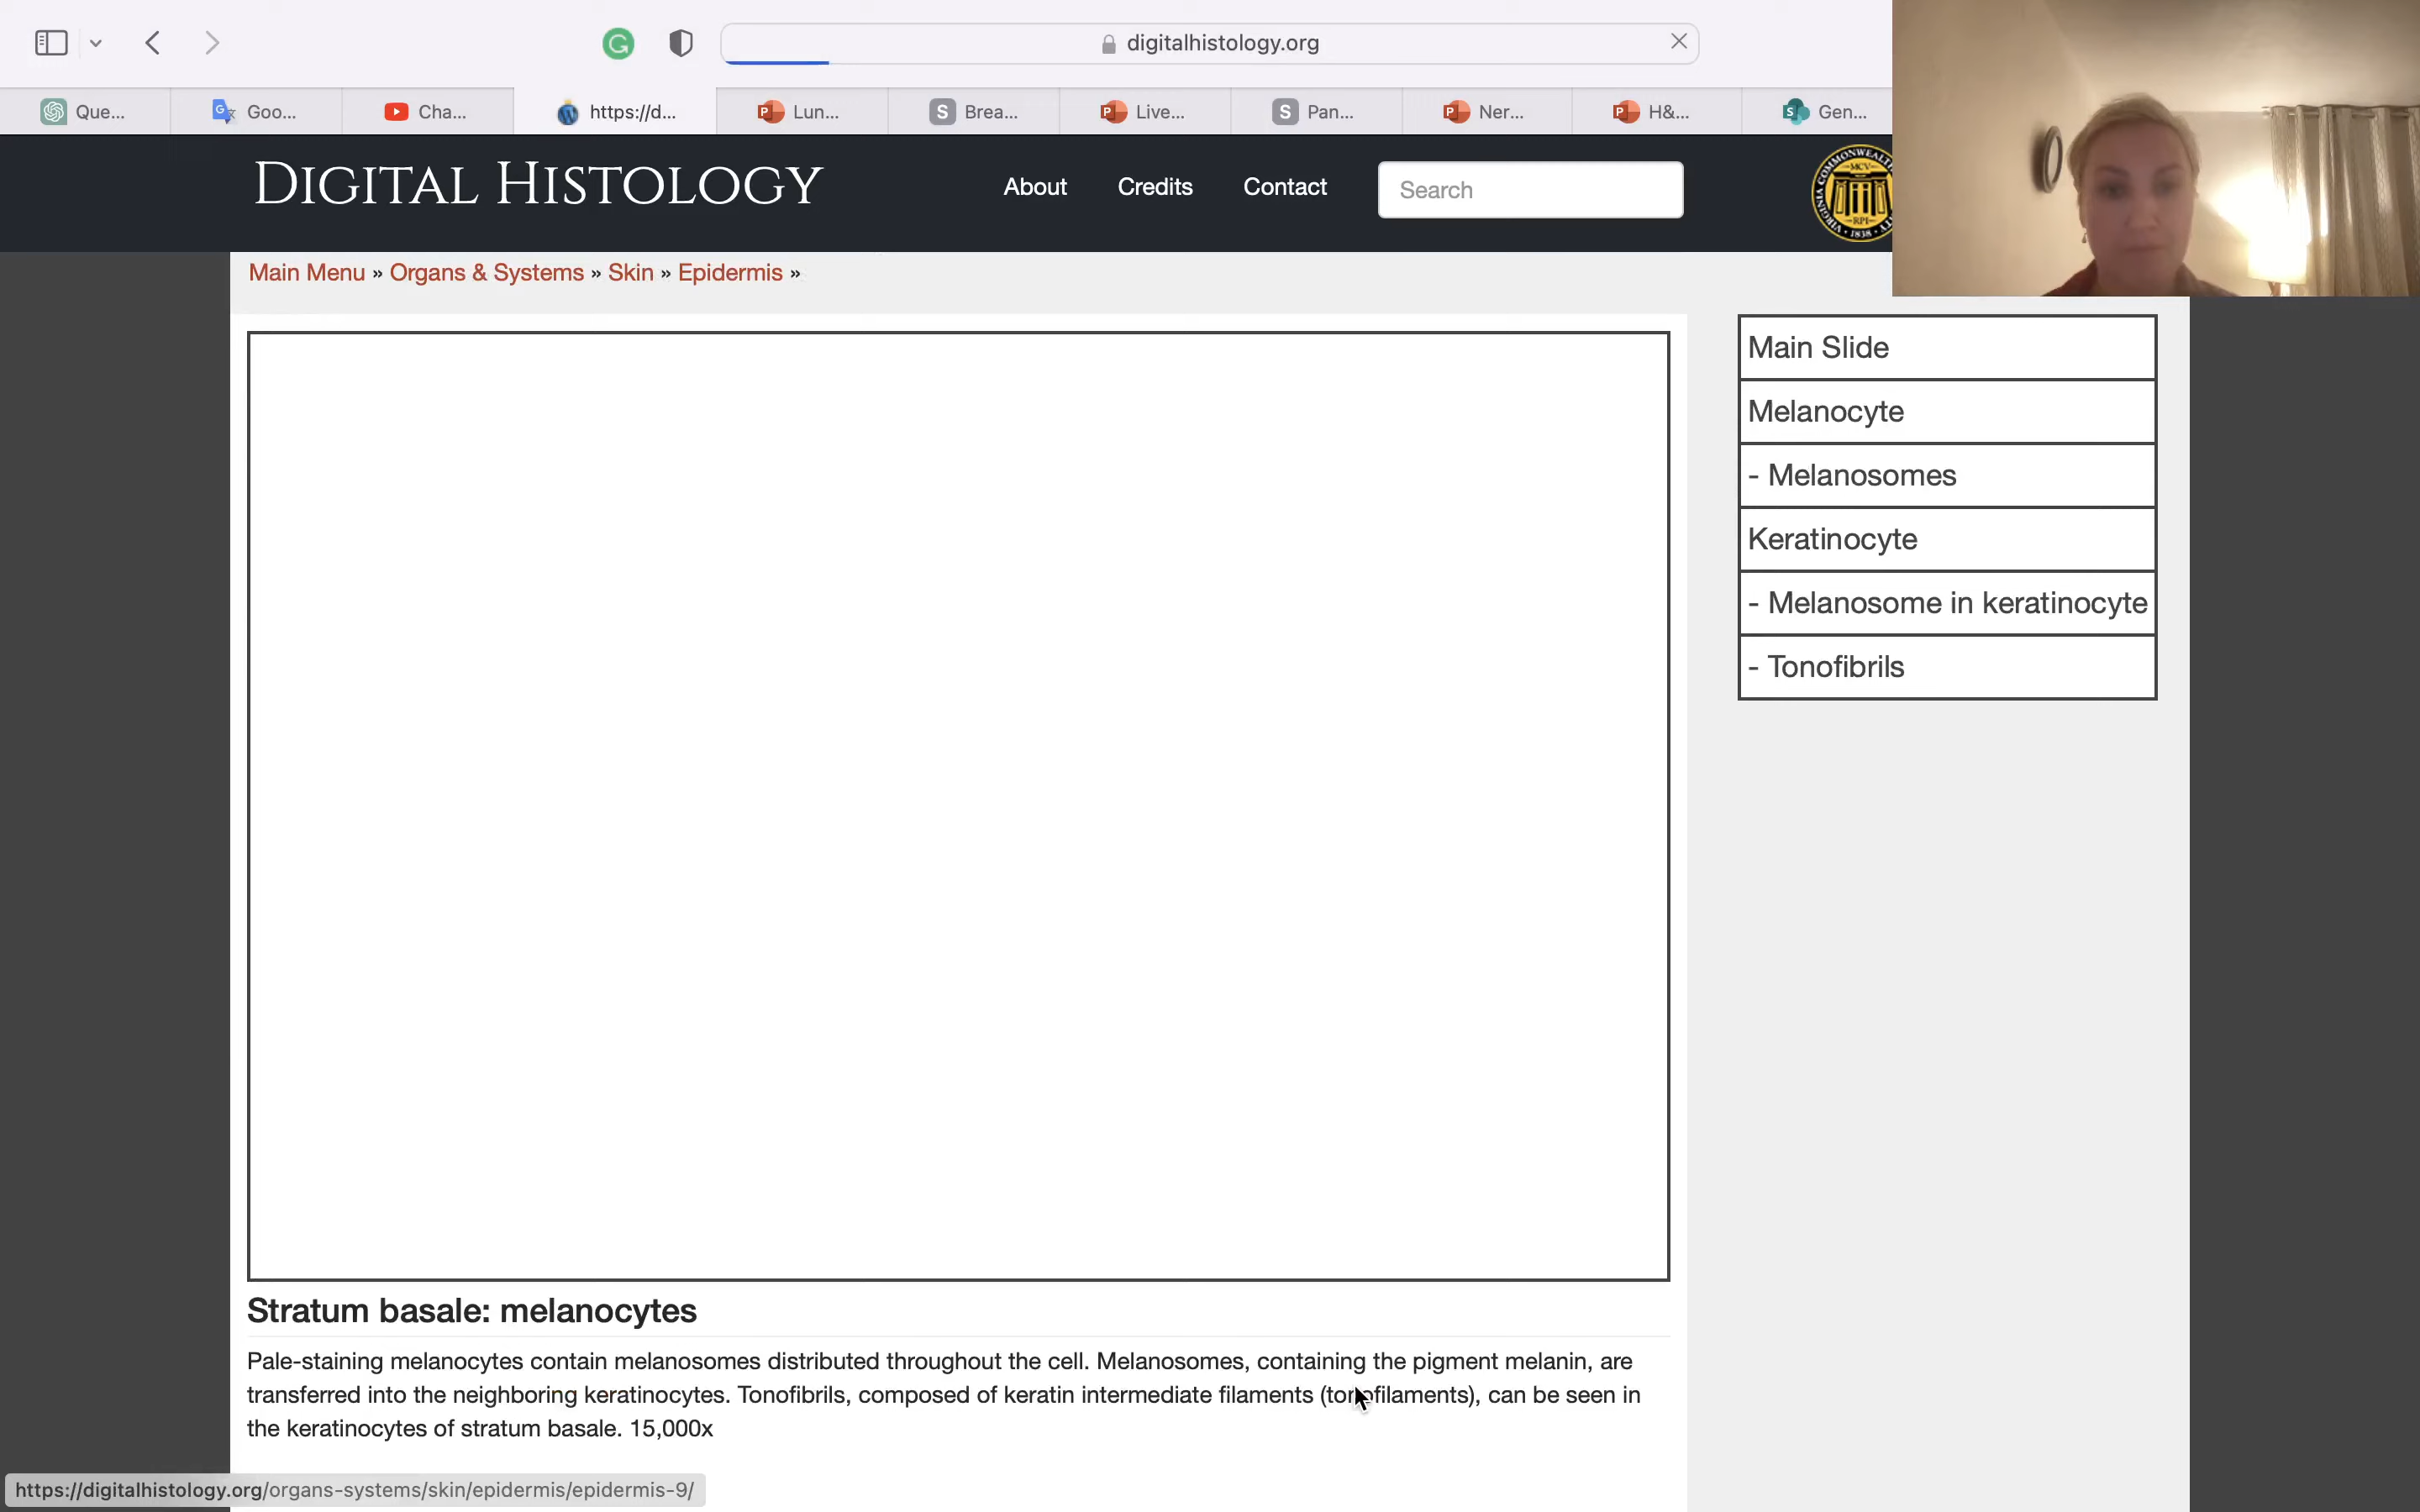 digitalhistology.org
Que...
Goo...
Cha...
https://d...
Lun...
Brea...
Live...
Pan...
Ner...
H&...
Gen...
DIGITAL HISTOLOGY
About
Credits
Contact
Search
Main Menu » Organs & Systems » Skin » Epidermis »
Main Slide
Melanocyte
- Melanosomes
Keratinocyte
- Melanosome in keratinocyte
- Tonofibrils
Stratum basale: melanocytes
Pale-staining melanocytes contain melanosomes distributed throughout the cell. Melanosomes, containing the pigment melanin, are
transferred into the neighboring keratinocytes. Tonofibrils, composed of keratin intermediate filaments (tonofilaments), can be seen in
the keratinocytes of stratum basale. 15,000x
https://digitalhistology.org/organs-systems/skin/epidermis/epidermis-9/